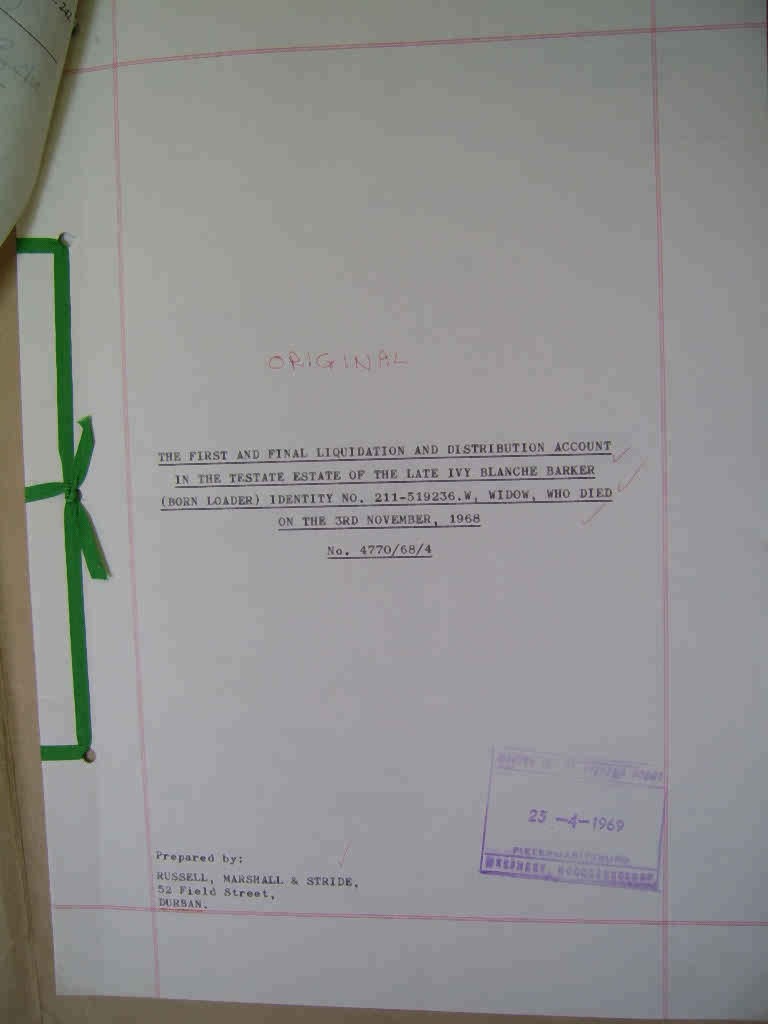 242
ORIGINAL
THE FIRST AND FINAL LIQUIDATION AND DISTRIBUTION ACCOUNT
IN THE TESTATE ESTATE OF THE LATE IVY BLANCHE BARKER
(BORN LOADER) IDENTITY NO. 211-519236.W, WIDOW, WHO DIED
ON THE 3RD NOVEMBER, 1968
No. 4770/68/4
25 -4-1969
PIETERMARITZBURG
Prepared by:
RUSSELL, MARSHALL & STRIDE,
52 Field Street,
DURBAN.